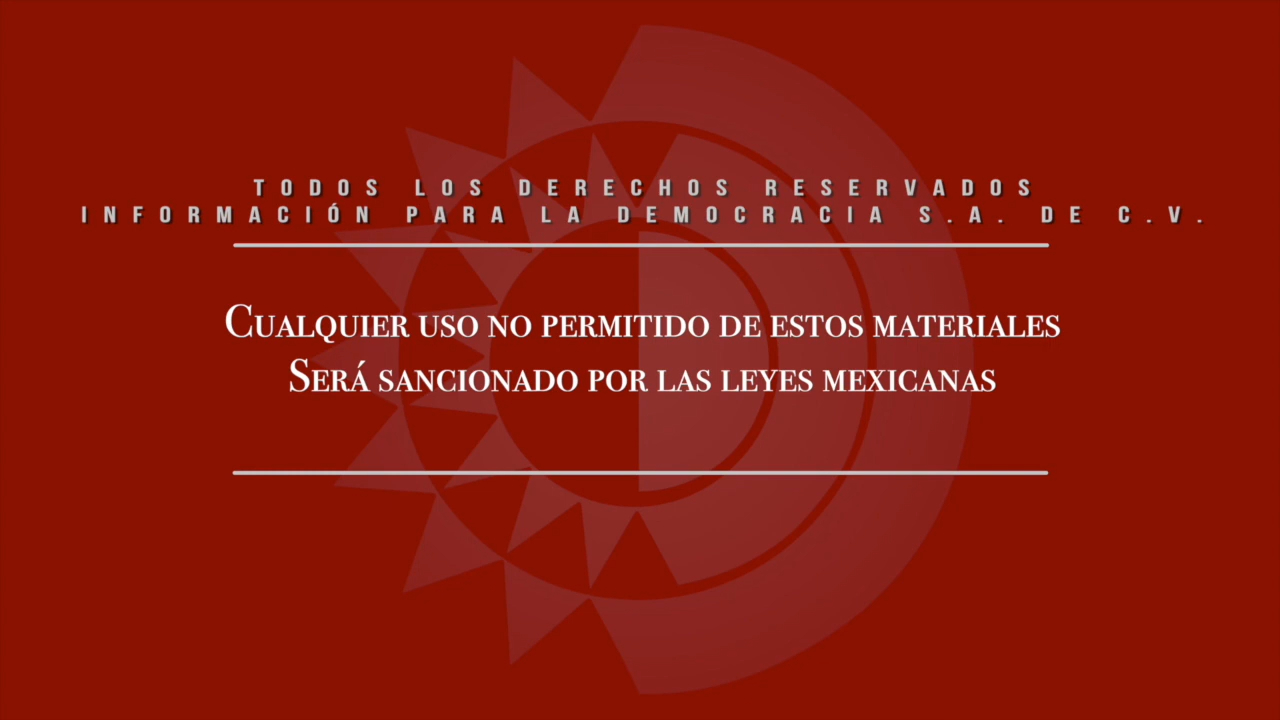 TODOS LOS DERECHOS RESERVADOS
INFORMACIÓN PARA LA DEMOCRACIA S.A. DE C.V.
Cualquier uso no permitido de estos materiales
Será sancionado por las leyes mexicanas